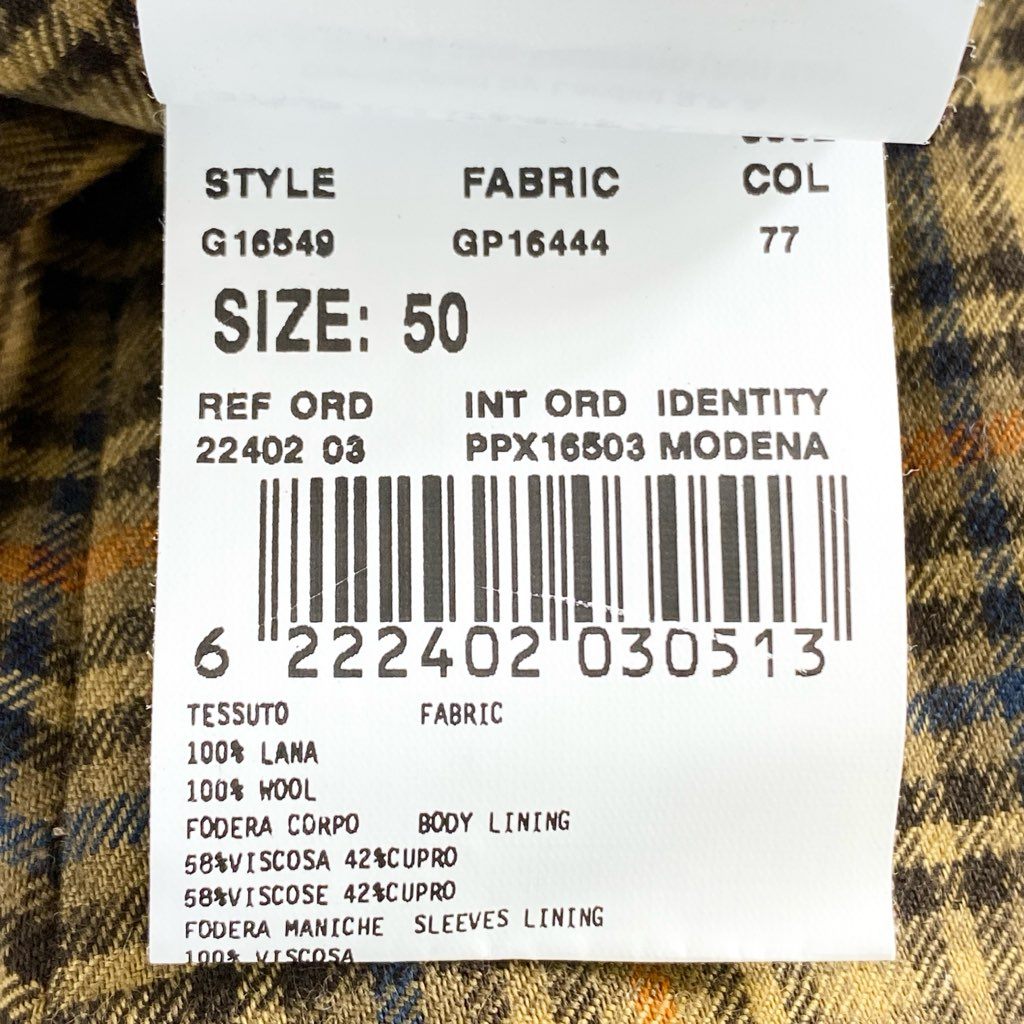 STYLE FABRIC COL
G16549 GP16444 77
SIZE: 50
REF ORD INT ORD IDENTITY
22402 03 PPX16503 MODENA
6 222402 030513
TESSUTO FABRIC
100% LANA
100% WOOL
FODERA CORPO BODY LINING
58%VISCOSA 42%CUPRO
58%VISCOSE 42%CUPRO
FODERA MANICHE SLEEVES LINING
100% VISCOSA